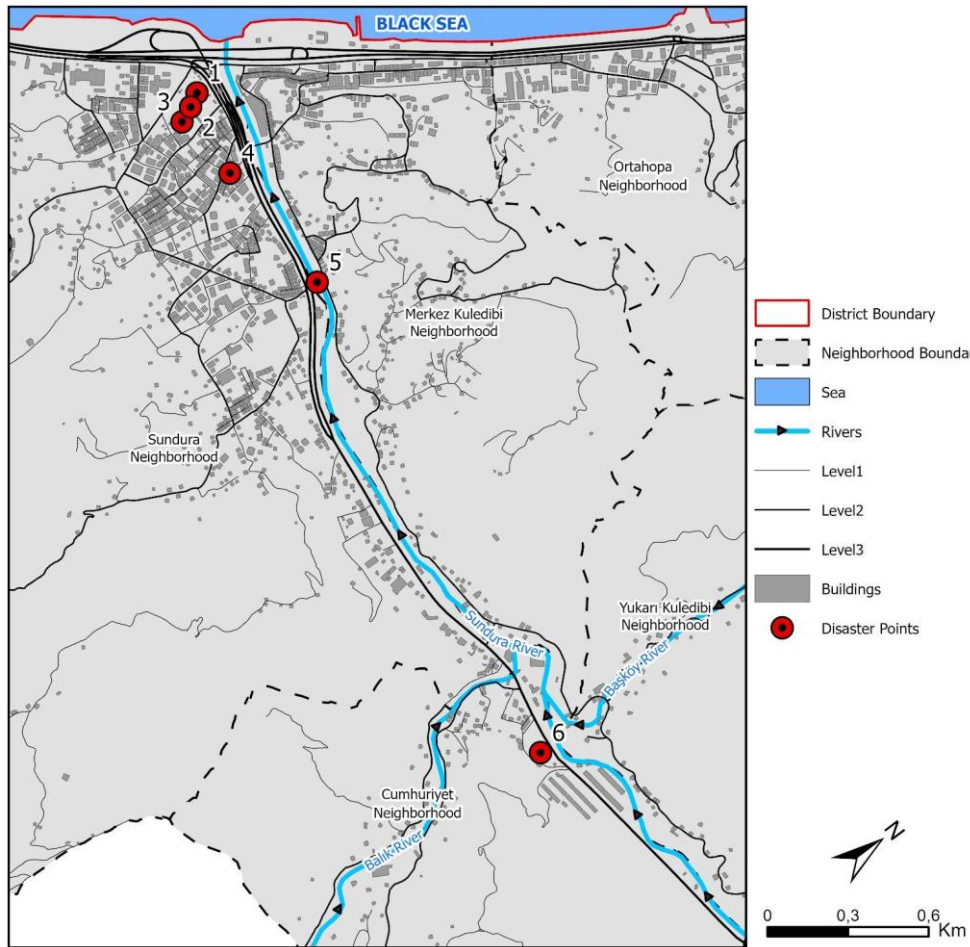 BLACK SEA
1
3
2
4
Ortahopa
Neighborhood
5
Merkez Kuledibi
Neighborhood
Sundura
Neighborhood
Yukarı Kuledibi
Neighborhood
Sundura River
Başköy River
6
Cumhuriyet
Neighborhood
Balık River
District Boundary
Neighborhood Bounda
Sea
Rivers
Level1
Level2
Level3
Buildings
Disaster Points
N
0 0,3 0,6
Km